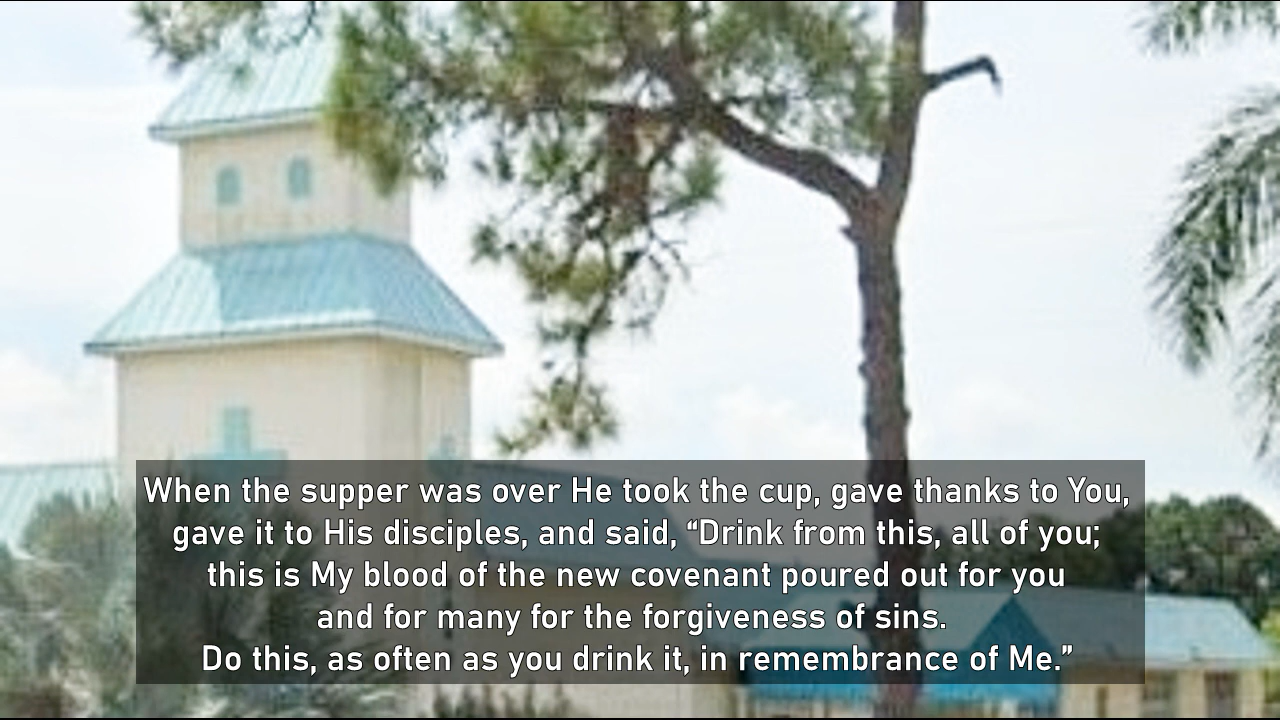 When the supper was over He took the cup, gave thanks to You,
gave it to His disciples, and said, “Drink from this, all of you;
this is My blood of the new covenant poured out for you
and for many for the forgiveness of sins.
Do this, as often as you drink it, in remembrance of Me.”